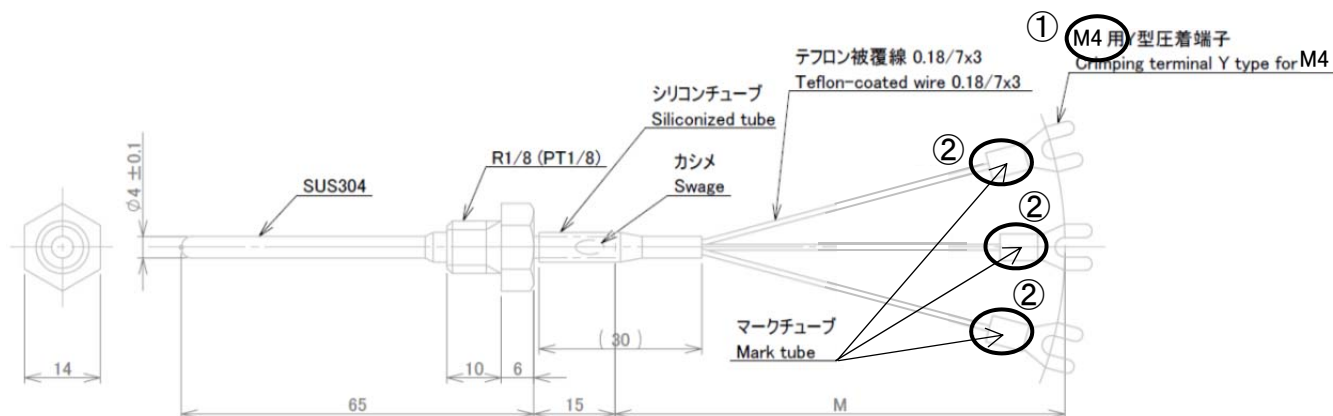 ① M4用Y型圧着端子
Crimping terminal Y type for M4
テフロン被覆線 0.18/7x3
Teflon-coated wire 0.18/7x3
シリコンチューブ
Siliconized tube
R1/8 (PT1/8)
カシメ
Swage
SUS304
Ø4 ±0.1
②
②
②
マークチューブ
Mark tube
(30)
14
10
6
65
15
M